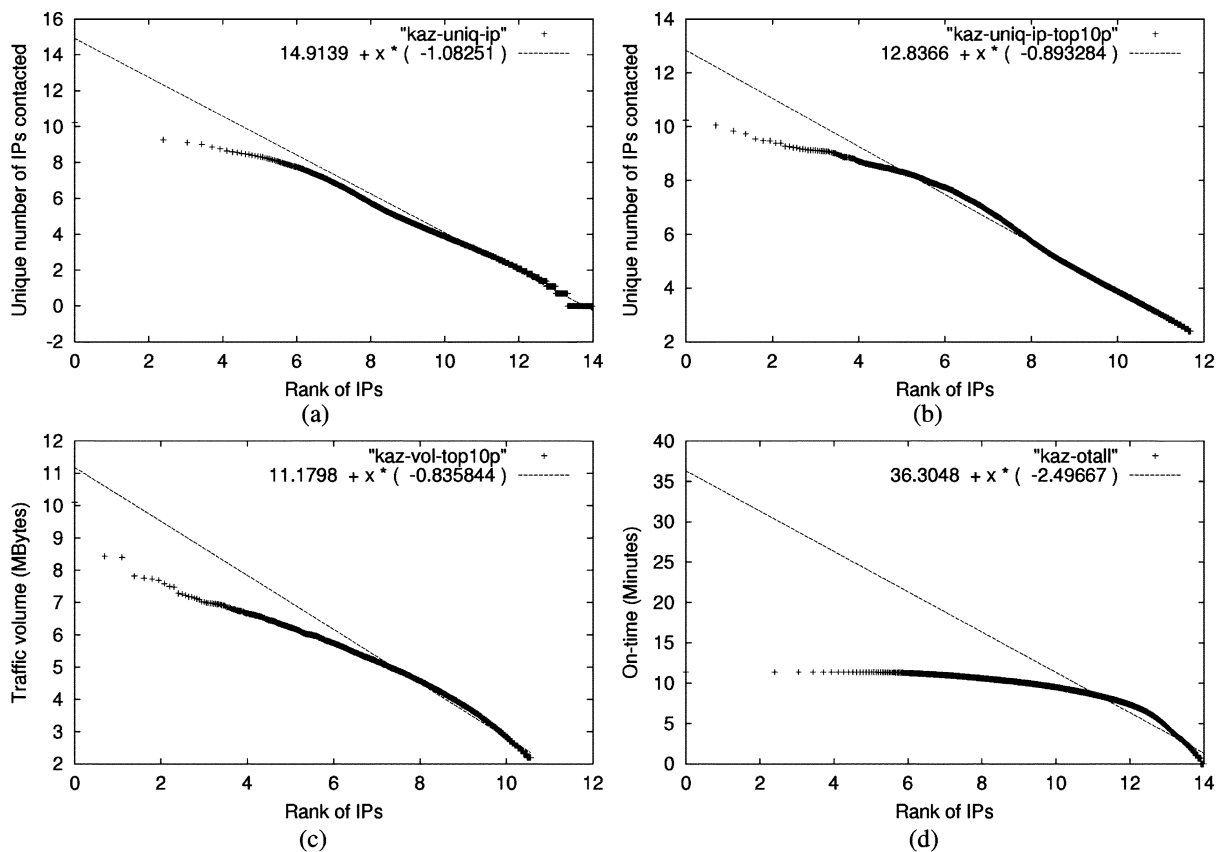 "kaz-uniq-ip" +
14.9139 + x * ( -1.08251)
Unique number of IPs contacted
16
14
12
10
8
6
4
2
0
-2
0 2 4 6 8 10 12 14
Rank of IPs
(a)
"kaz-uniq-ip-top10p" +
12.8366 + x * ( -0.893284 )
Unique number of IPs contacted
14
12
10
8
6
4
2
0 2 4 6 8 10 12
Rank of IPs
(b)
"kaz-vol-top10p" +
11.1798 + x * ( -0.835844 )
Traffic volume (MBytes)
12
11
10
9
8
7
6
5
4
3
2
0 2 4 6 8 10 12
Rank of IPs
(c)
"kaz-otall" +
36.3048 + x * ( -2.49667)
On-time (Minutes)
40
35
30
25
20
15
10
5
0
0 2 4 6 8 10 12 14
Rank of IPs
(d)